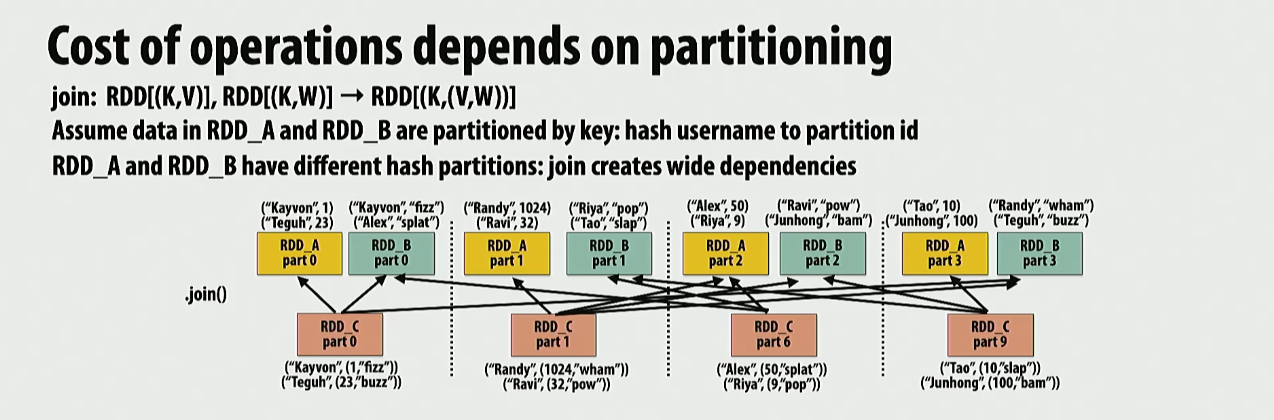 Cost of operations depends on partitioning
join: RDD[(K,V)], RDD[(K,W)] → RDD[(K,(V,W))]
Assume data in RDD_A and RDD_B are partitioned by key: hash username to partition id
RDD_A and RDD_B have different hash partitions: join creates wide dependencies
("Kayvon", 1) ("Kayvon", "fizz") ("Randy", 1024) ("Riya", "pop") ("Alex", 50) ("Ravi", "pow") ("Tao", 10) ("Randy, "wham")
("Teguh", 23) ("Alex", "splat") ("Ravi", 32) ("Tao", "slap") ("Riya", 9) ("Junhong", "bam") ("Junhong", 100) ("Teguh", "buzz")
RDD_A RDD_B RDD_A RDD_B RDD_A RDD_B RDD_A RDD_B
part 0 part 0 part 1 part 1 part 2 part 2 part 3 part 3
.join()
RDD_C RDD_C RDD_C RDD_C
part 0 part 1 part 6 part 9
("Kayvon", (1,"fizz")) ("Randy", (1024,"wham")) ("Alex", (50,"splat")) ("Tao", (10,"slap"))
("Teguh", (23,"buzz")) ("Ravi", (32,"pow")) ("Riya", (9,"pop")) ("Junhong", (100,"bam"))